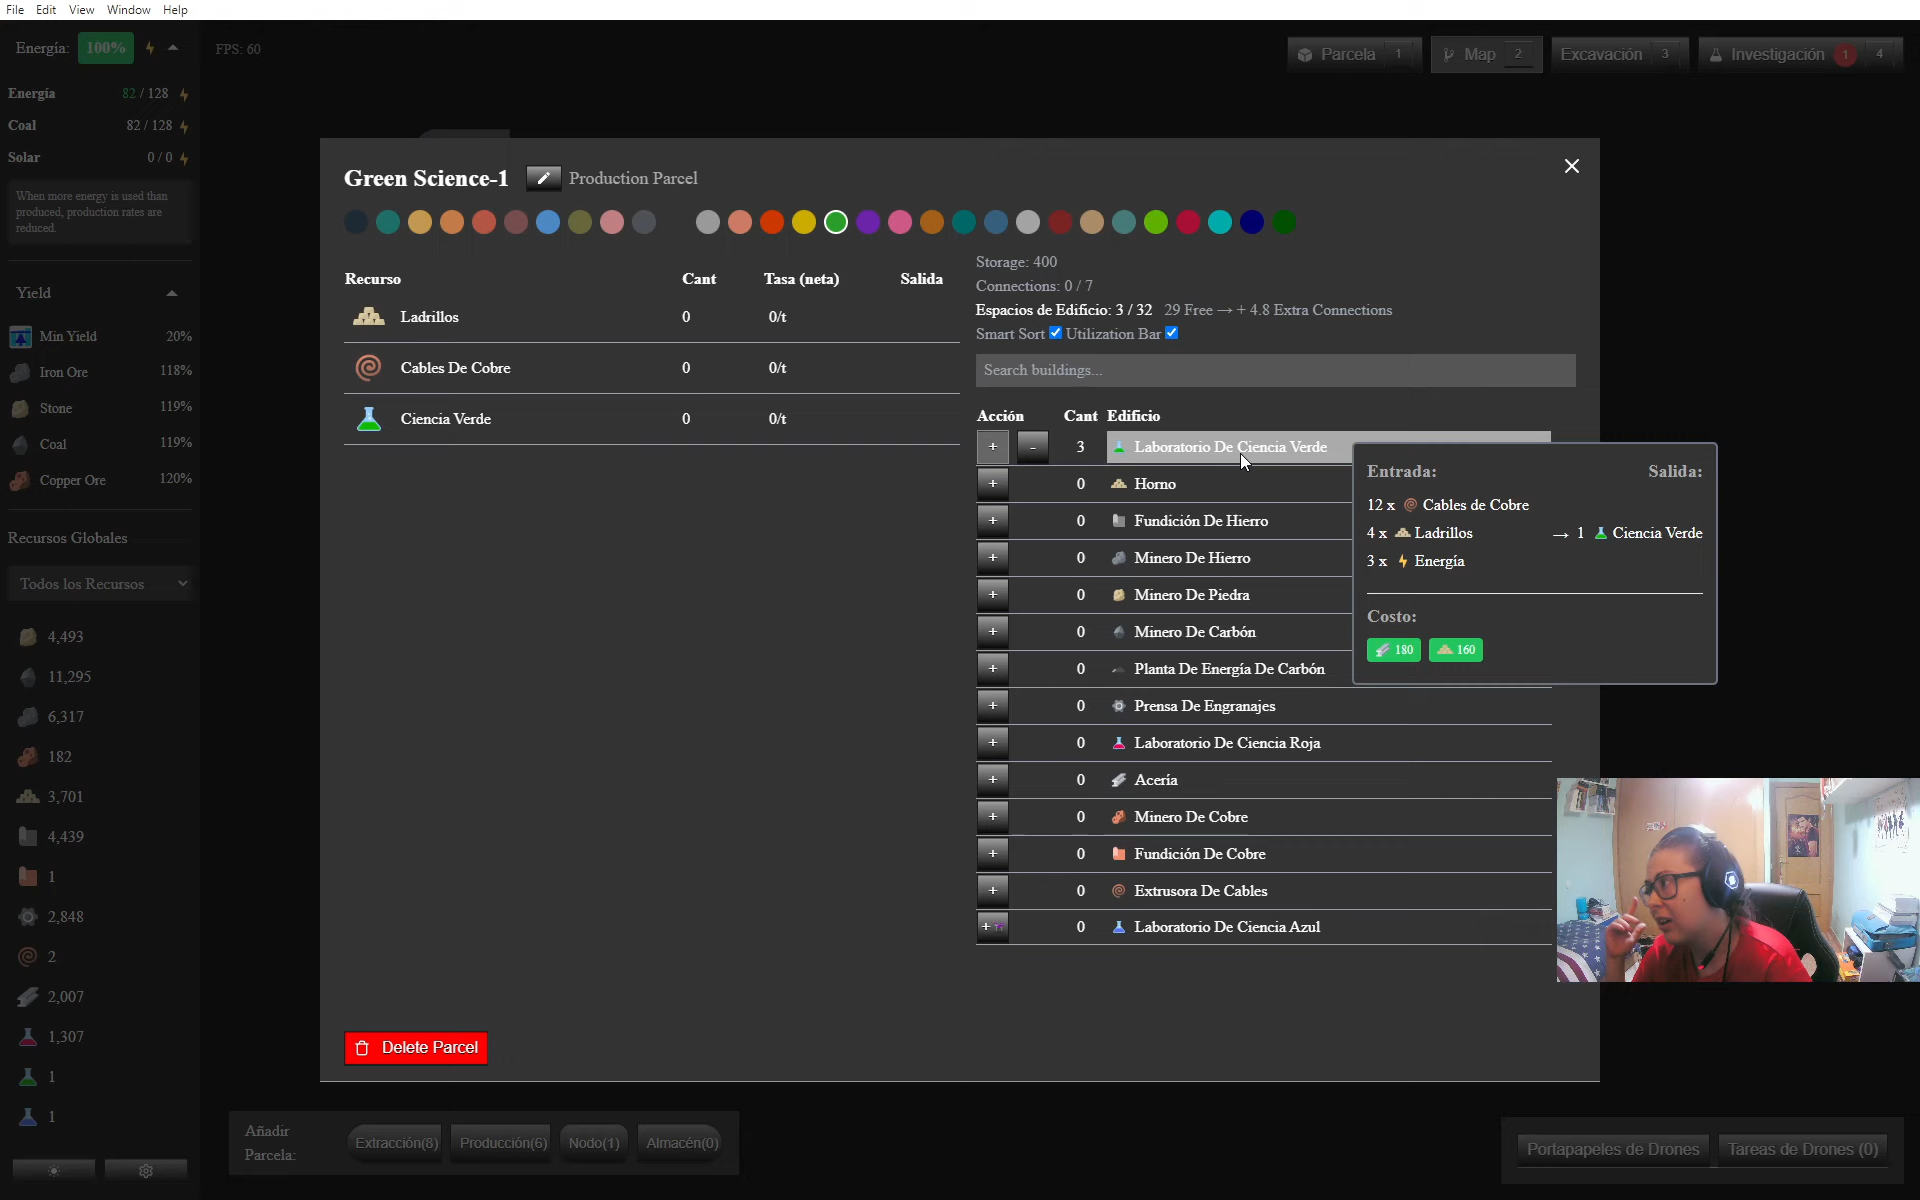 File Edit View Window Help
Energía: 100%
FPS: 60
Parcela 1
Map 2
Excavación 3
Investigación 1 4
Energía 82 / 128
Coal 82 / 128
Solar 0 / 0
When more energy is used than
produced, production rates are
reduced.
Yield
Min Yield 20%
Iron Ore 118%
Stone 119%
Coal 119%
Copper Ore 120%
Recursos Globales
Todos los Recursos
4,493
11,295
6,317
182
3,701
4,439
1
2,848
2
2,007
1,307
1
1
Green Science-1 Production Parcel
Recurso Cant Tasa (neta) Salida
Ladrillos 0 0/t
Cables De Cobre 0 0/t
Ciencia Verde 0 0/t
Delete Parcel
Storage: 400
Connections: 0 / 7
Espacios de Edificio: 3 / 32 29 Free → + 4.8 Extra Connections
Smart Sort Utilization Bar
Search buildings...
Acción Cant Edificio
+ - 3 Laboratorio De Ciencia Verde
+ 0 Horno
+ 0 Fundición De Hierro
+ 0 Minero De Hierro
+ 0 Minero De Piedra
+ 0 Minero De Carbón
+ 0 Planta De Energía De Carbón
+ 0 Prensa De Engranajes
+ 0 Laboratorio De Ciencia Roja
+ 0 Acería
+ 0 Minero De Cobre
+ 0 Fundición De Cobre
+ 0 Extrusora De Cables
+ 0 Laboratorio De Ciencia Azul
Entrada: Salida:
12 x Cables de Cobre
4 x Ladrillos → 1 Ciencia Verde
3 x Energía
Costo:
180 160
Añadir
Parcela:
Extracción(8) Producción(6) Nodo(1) Almacén(0)
Portapapeles de Drones Tareas de Drones (0)